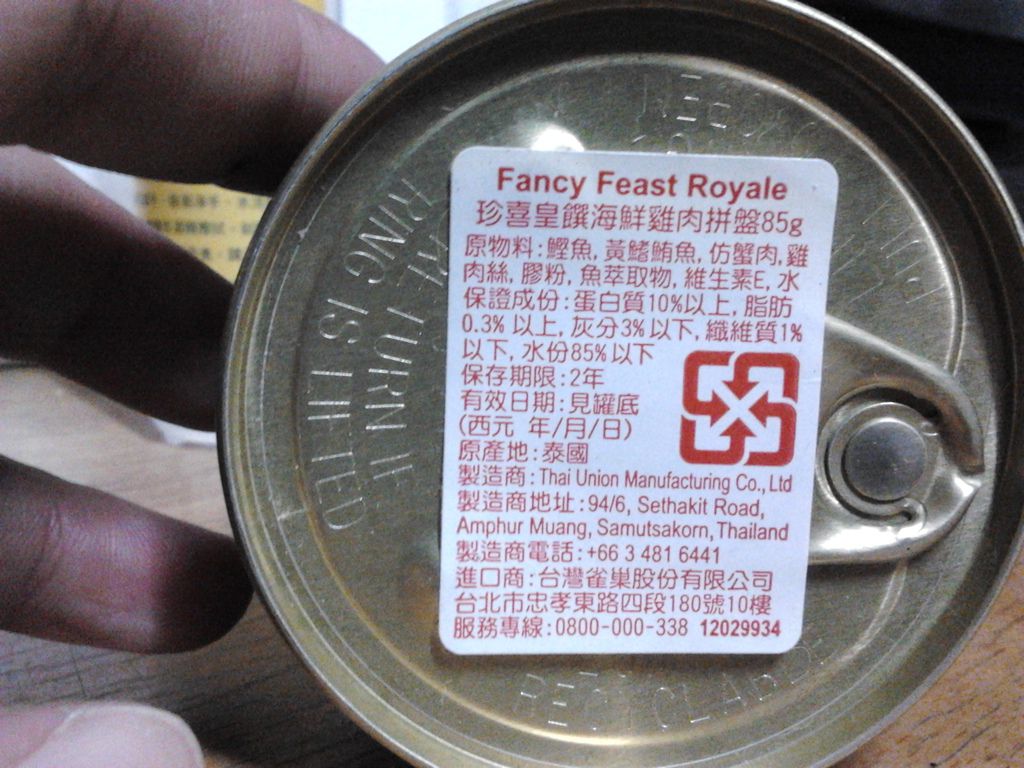 Fancy Feast Royale
珍喜皇饌海鮮雞肉拼盤85g
原物料:鰹魚, 黃鰭鮪魚, 仿蟹肉, 雞
肉絲, 膠粉, 魚萃取物, 維生素E, 水
保證成份:蛋白質10%以上, 脂肪
0.3% 以上, 灰分3%以下, 纖維質1%
以下, 水份85%以下
保存期限:2年
有效日期:見罐底
(西元 年/月/日)
原產地:泰國
製造商:Thai Union Manufacturing Co., Ltd
製造商地址:94/6, Sethakit Road,
Amphur Muang, Samutsakorn, Thailand
製造商電話:+66 3 481 6441
進口商:台灣雀巢股份有限公司
台北市忠孝東路四段180號10樓
服務專線:0800-000-338 12029934
TURN IF
RING IS LIFTED